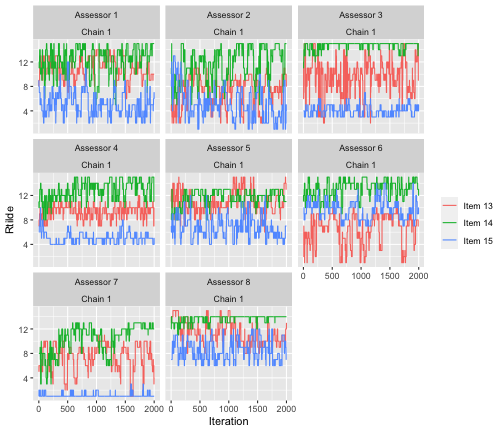 Assessor 1 Assessor 2 Assessor 3
Chain 1 Chain 1 Chain 1
12
8
4
Assessor 4 Assessor 5 Assessor 6
Chain 1 Chain 1 Chain 1
12
8
4
Rtilde
Item 13
Item 14
Item 15
0 500 1000 1500 2000
Assessor 7 Assessor 8
Chain 1 Chain 1
12
8
4
0 500 1000 1500 2000 0 500 1000 1500 2000
Iteration